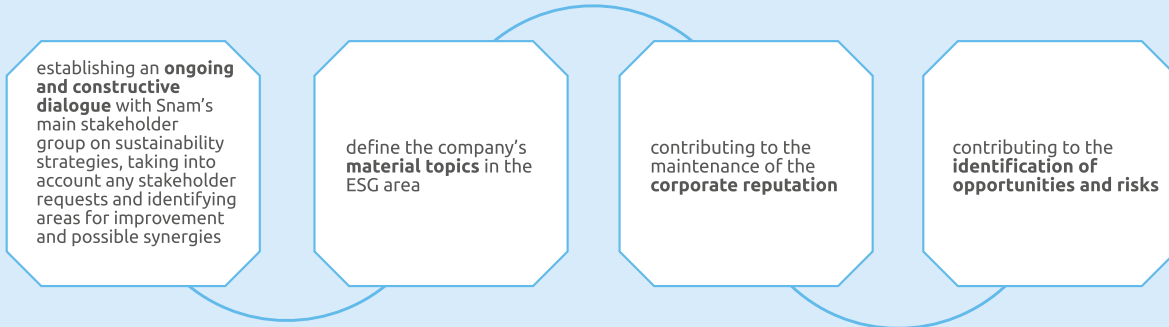 establishing an ongoing
and constructive
dialogue with Snam's
main stakeholder
group on sustainability
strategies, taking into
account any stakeholder
requests and identifying
areas for improvement
and possible synergies
define the company's
material topics in the
ESG area
contributing to the
maintenance of the
corporate reputation
contributing to the
identification of
opportunities and risks